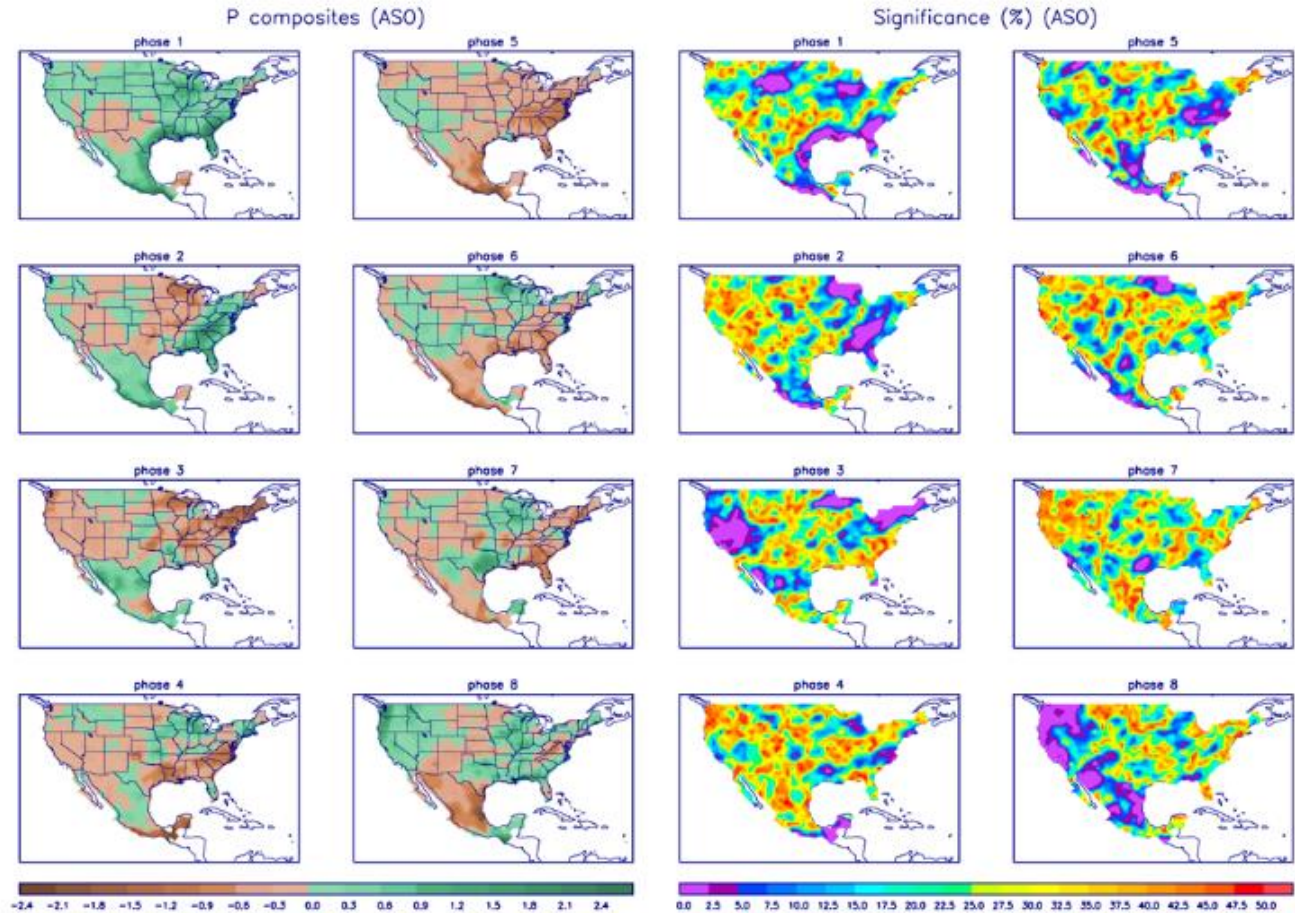 P composites (ASO)
Significance (%) (ASO)
phase 1
phase 5
phase 1
phase 5
phase 2
phase 6
phase 2
phase 6
phase 3
phase 7
phase 3
phase 7
phase 4
phase 8
phase 4
phase 8
−2.4 −2.1 −1.8 −1.5 −1.2 −0.9 −0.6 −0.3 0.0 0.3 0.6 0.9 1.2 1.5 1.8 2.1 2.4
0.0 2.5 5.0 7.5 10.0 12.5 15.0 17.5 20.0 22.5 25.0 27.5 30.0 32.5 35.0 37.5 40.0 42.5 45.0 47.5 50.0